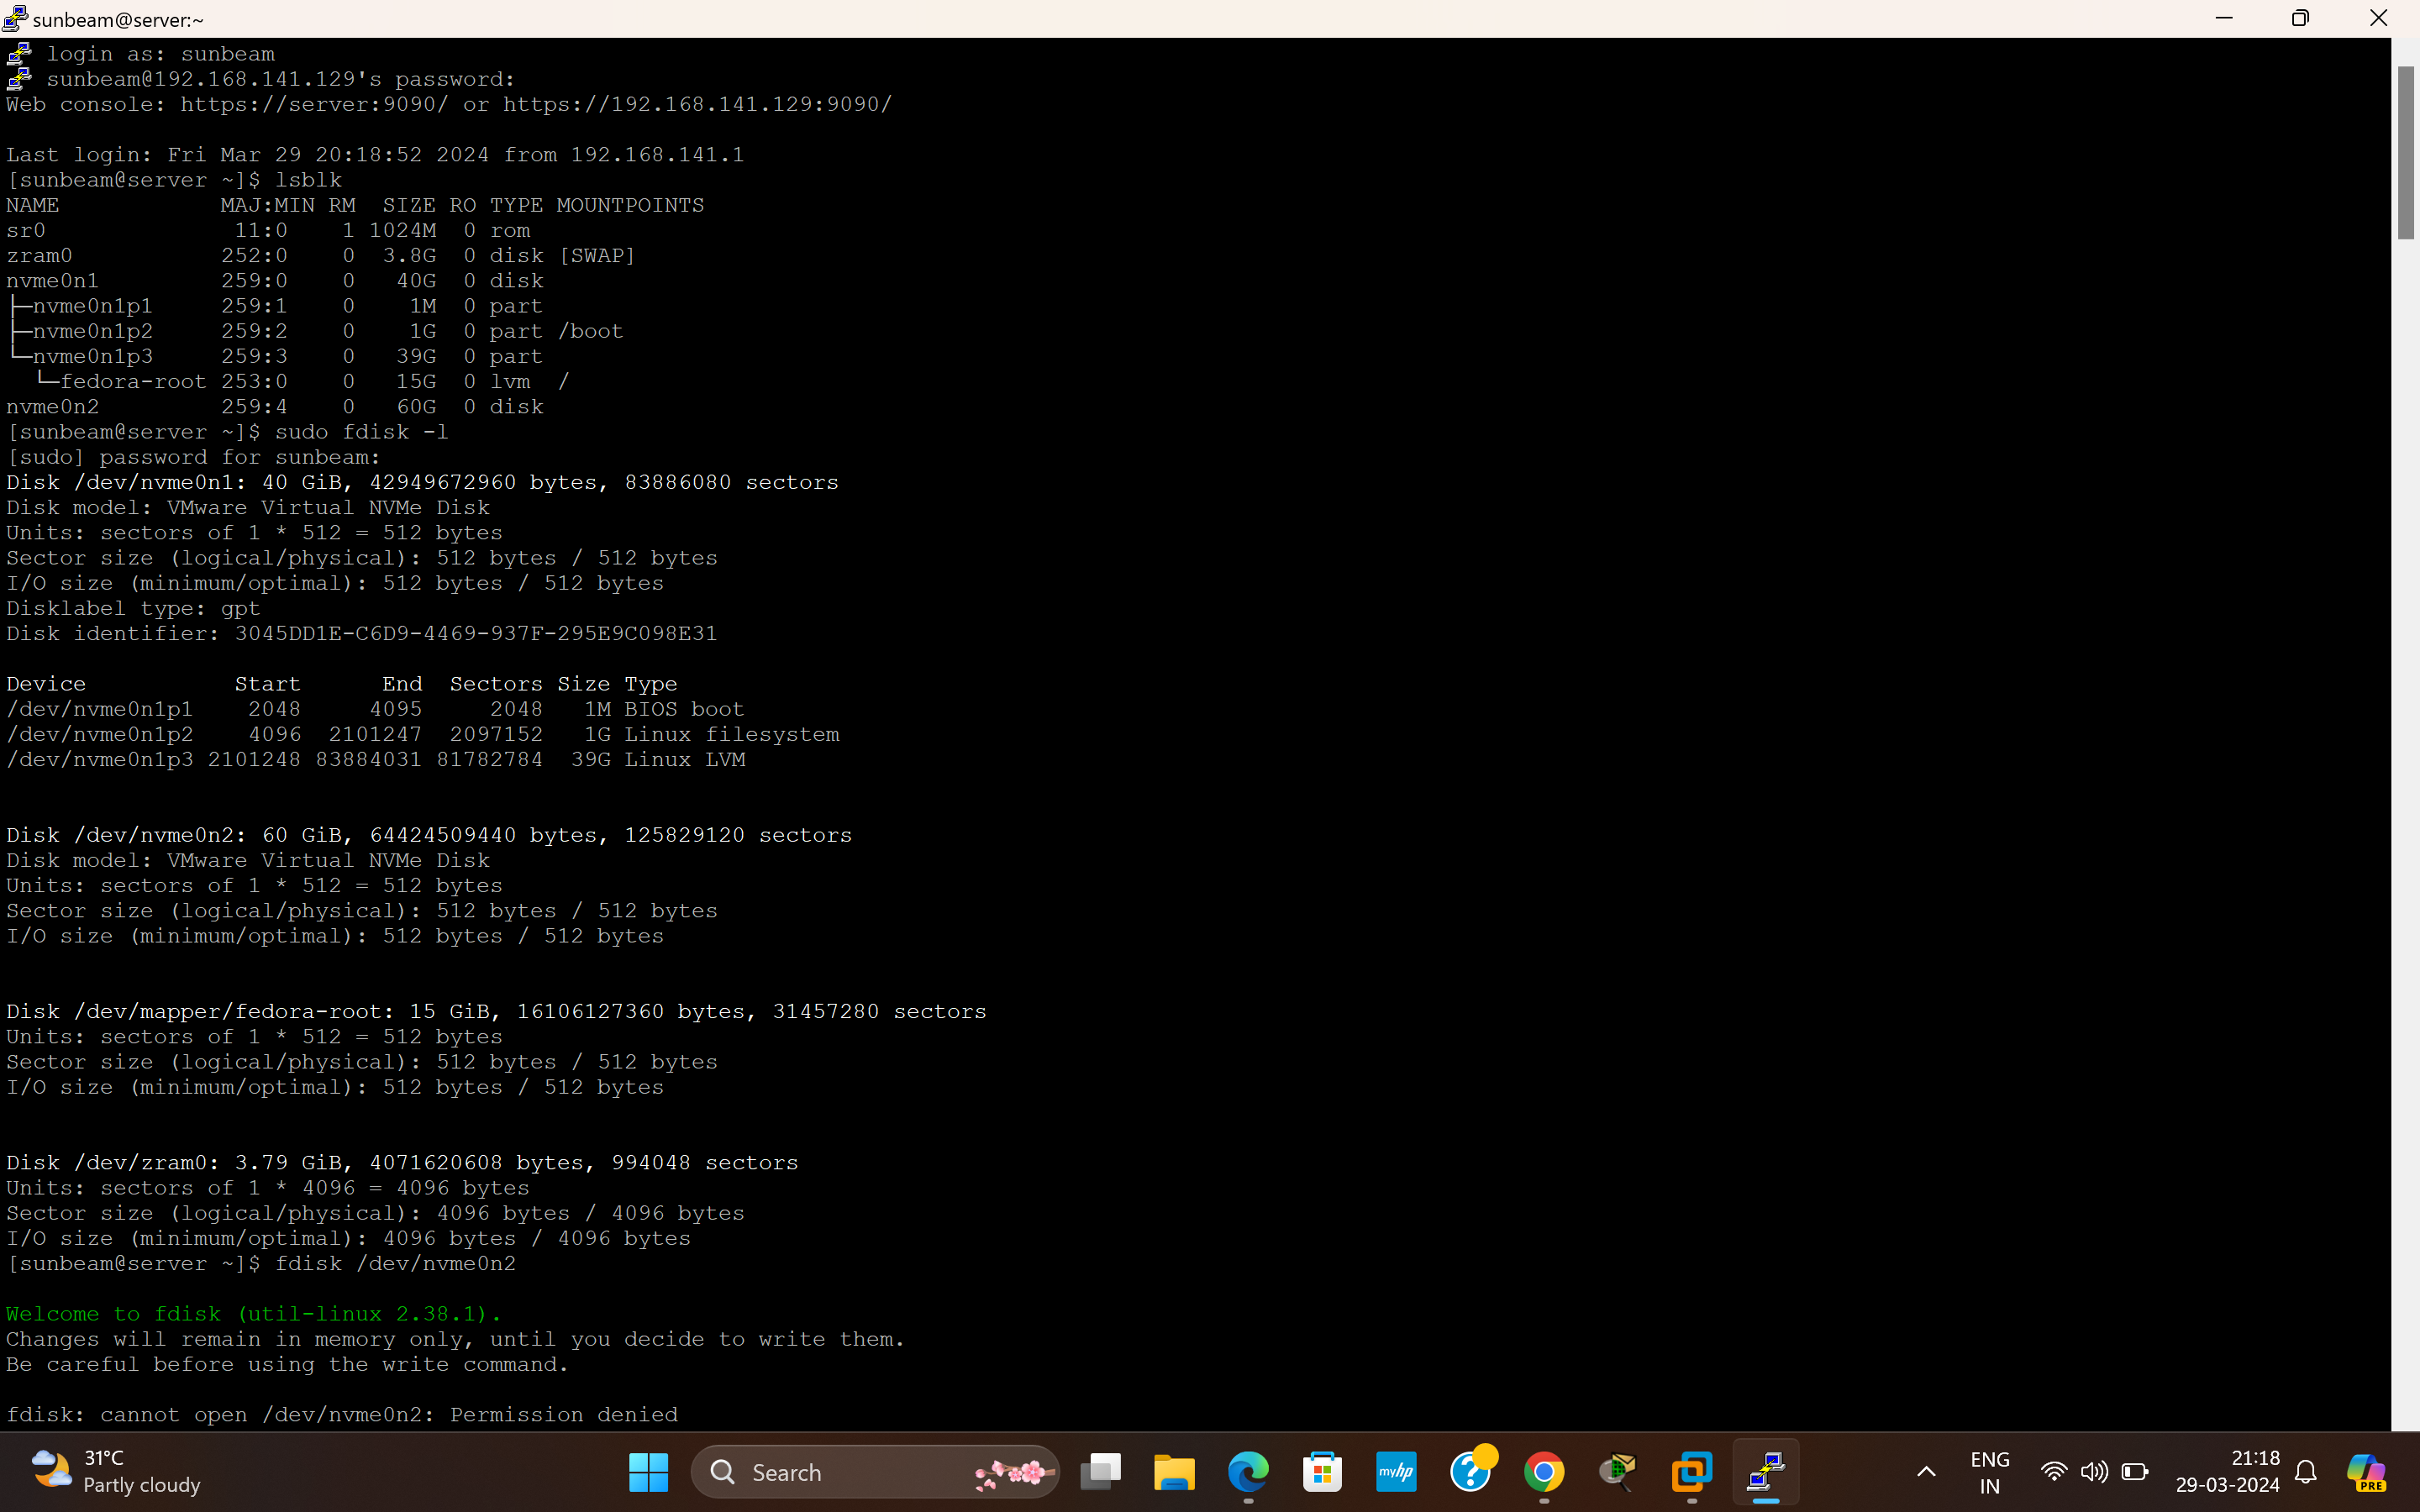 sunbeam@server:~
login as: sunbeam
sunbeam@192.168.141.129's password:
Web console: https://server:9090/ or https://192.168.141.129:9090/
Last login: Fri Mar 29 20:18:52 2024 from 192.168.141.1
[sunbeam@server ~]$ lsblk
NAME            MAJ:MIN RM  SIZE RO TYPE MOUNTPOINTS
sr0              11:0    1 1024M  0 rom
zram0           252:0    0  3.8G  0 disk [SWAP]
nvme0n1         259:0    0   40G  0 disk
├─nvme0n1p1     259:1    0    1M  0 part
├─nvme0n1p2     259:2    0    1G  0 part /boot
└─nvme0n1p3     259:3    0   39G  0 part
  └─fedora-root 253:0    0   15G  0 lvm  /
nvme0n2         259:4    0   60G  0 disk
[sunbeam@server ~]$ sudo fdisk -l
[sudo] password for sunbeam:
Disk /dev/nvme0n1: 40 GiB, 42949672960 bytes, 83886080 sectors
Disk model: VMware Virtual NVMe Disk
Units: sectors of 1 * 512 = 512 bytes
Sector size (logical/physical): 512 bytes / 512 bytes
I/O size (minimum/optimal): 512 bytes / 512 bytes
Disklabel type: gpt
Disk identifier: 3045DD1E-C6D9-4469-937F-295E9C098E31
Device           Start      End  Sectors Size Type
/dev/nvme0n1p1    2048     4095     2048   1M BIOS boot
/dev/nvme0n1p2    4096  2101247  2097152   1G Linux filesystem
/dev/nvme0n1p3 2101248 83884031 81782784  39G Linux LVM
Disk /dev/nvme0n2: 60 GiB, 64424509440 bytes, 125829120 sectors
Disk model: VMware Virtual NVMe Disk
Units: sectors of 1 * 512 = 512 bytes
Sector size (logical/physical): 512 bytes / 512 bytes
I/O size (minimum/optimal): 512 bytes / 512 bytes
Disk /dev/mapper/fedora-root: 15 GiB, 16106127360 bytes, 31457280 sectors
Units: sectors of 1 * 512 = 512 bytes
Sector size (logical/physical): 512 bytes / 512 bytes
I/O size (minimum/optimal): 512 bytes / 512 bytes
Disk /dev/zram0: 3.79 GiB, 4071620608 bytes, 994048 sectors
Units: sectors of 1 * 4096 = 4096 bytes
Sector size (logical/physical): 4096 bytes / 4096 bytes
I/O size (minimum/optimal): 4096 bytes / 4096 bytes
[sunbeam@server ~]$ fdisk /dev/nvme0n2
Welcome to fdisk (util-linux 2.38.1).
Changes will remain in memory only, until you decide to write them.
Be careful before using the write command.
fdisk: cannot open /dev/nvme0n2: Permission denied
31°C
Partly cloudy
Search
myhp
ENG
IN
21:18
29-03-2024
PRE